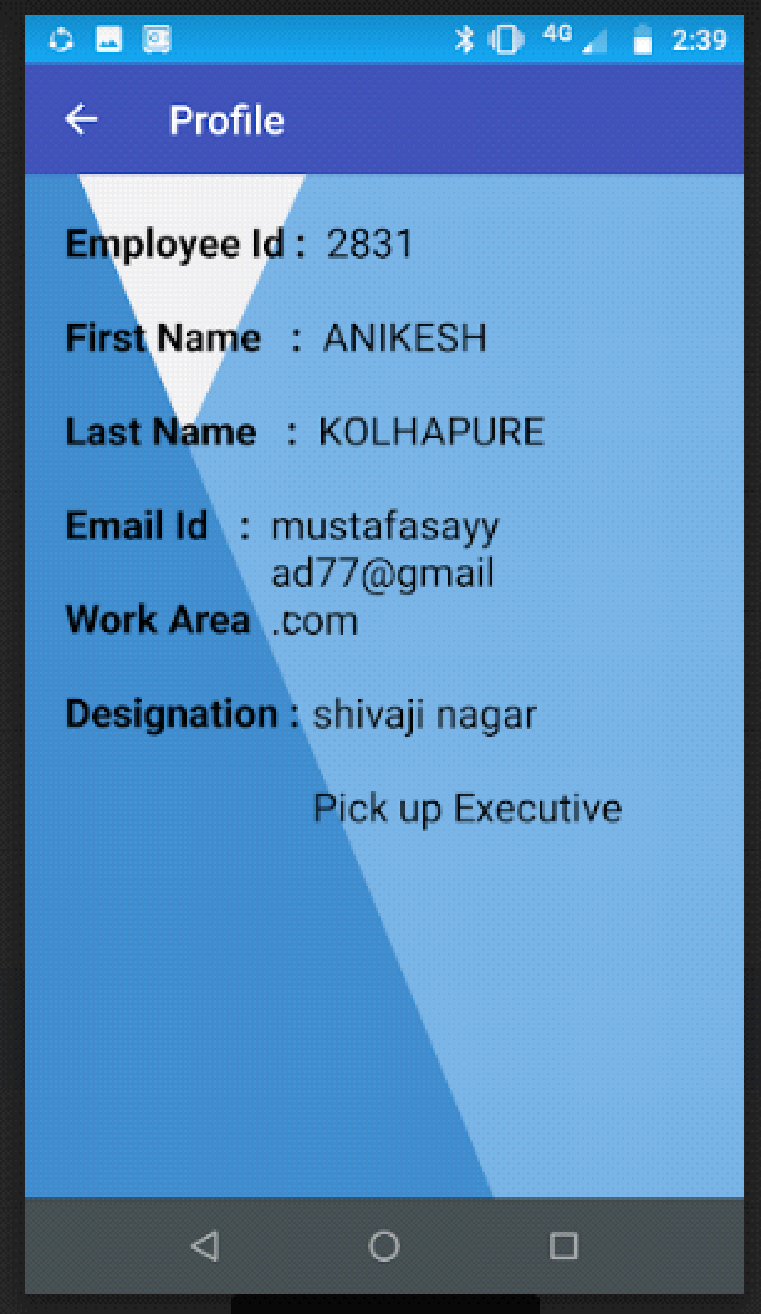 4G 2:39
Profile
Employee Id : 2831
First Name : ANIKESH
Last Name : KOLHAPURE
Email Id : mustafasayy
ad77@gmail
Work Area .com
Designation : shivaji nagar
Pick up Executive